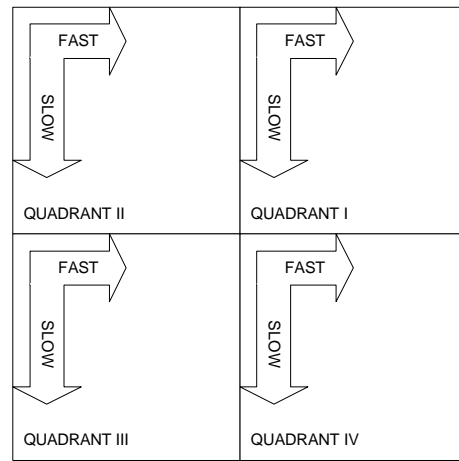 FAST
SLOW
QUADRANT II
FAST
SLOW
QUADRANT I
FAST
SLOW
QUADRANT III
FAST
SLOW
QUADRANT IV